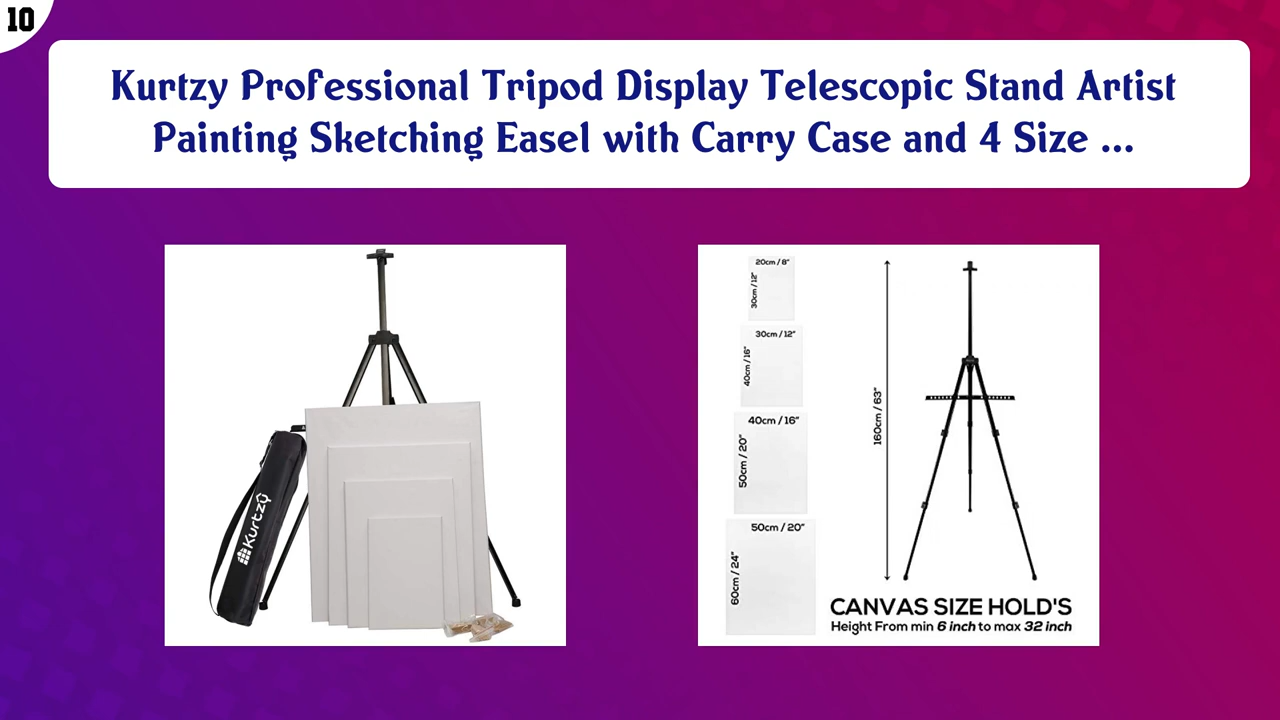 10
Kurtzy Professional Tripod Display Telescopic Stand Artist
Painting Sketching Easel with Carry Case and 4 Size ...
Kurtzy
20cm / 8"
30cm / 12"
30cm / 12"
40cm / 16"
40cm / 16"
50cm / 20"
50cm / 20"
60cm / 24"
160cm / 63"
CANVAS SIZE HOLD'S
Height From min 6 inch to max 32 inch